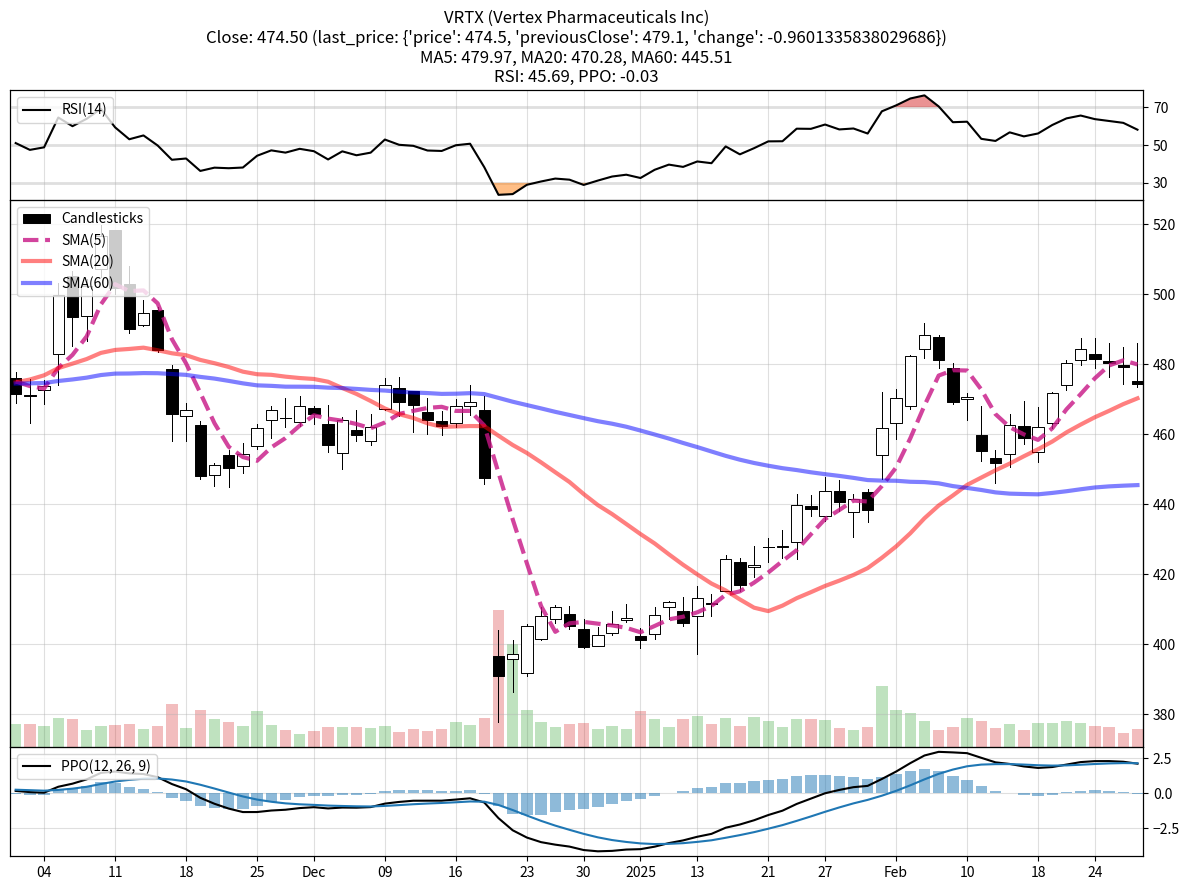 VRTX (Vertex Pharmaceuticals Inc)
Close: 474.50 (last_price: {'price': 474.5, 'previousClose': 479.1, 'change': -0.9601335838029686})
MA5: 479.97, MA20: 470.28, MA60: 445.51
RSI: 45.69, PPO: -0.03
RSI(14)
70
50
30
Candlesticks
SMA(5)
SMA(20)
SMA(60)
520
500
480
460
440
420
400
380
PPO(12, 26, 9)
2.5
0.0
−2.5
04 11 18 25 Dec 09 16 23 30 2025 13 21 27 Feb 10 18 24